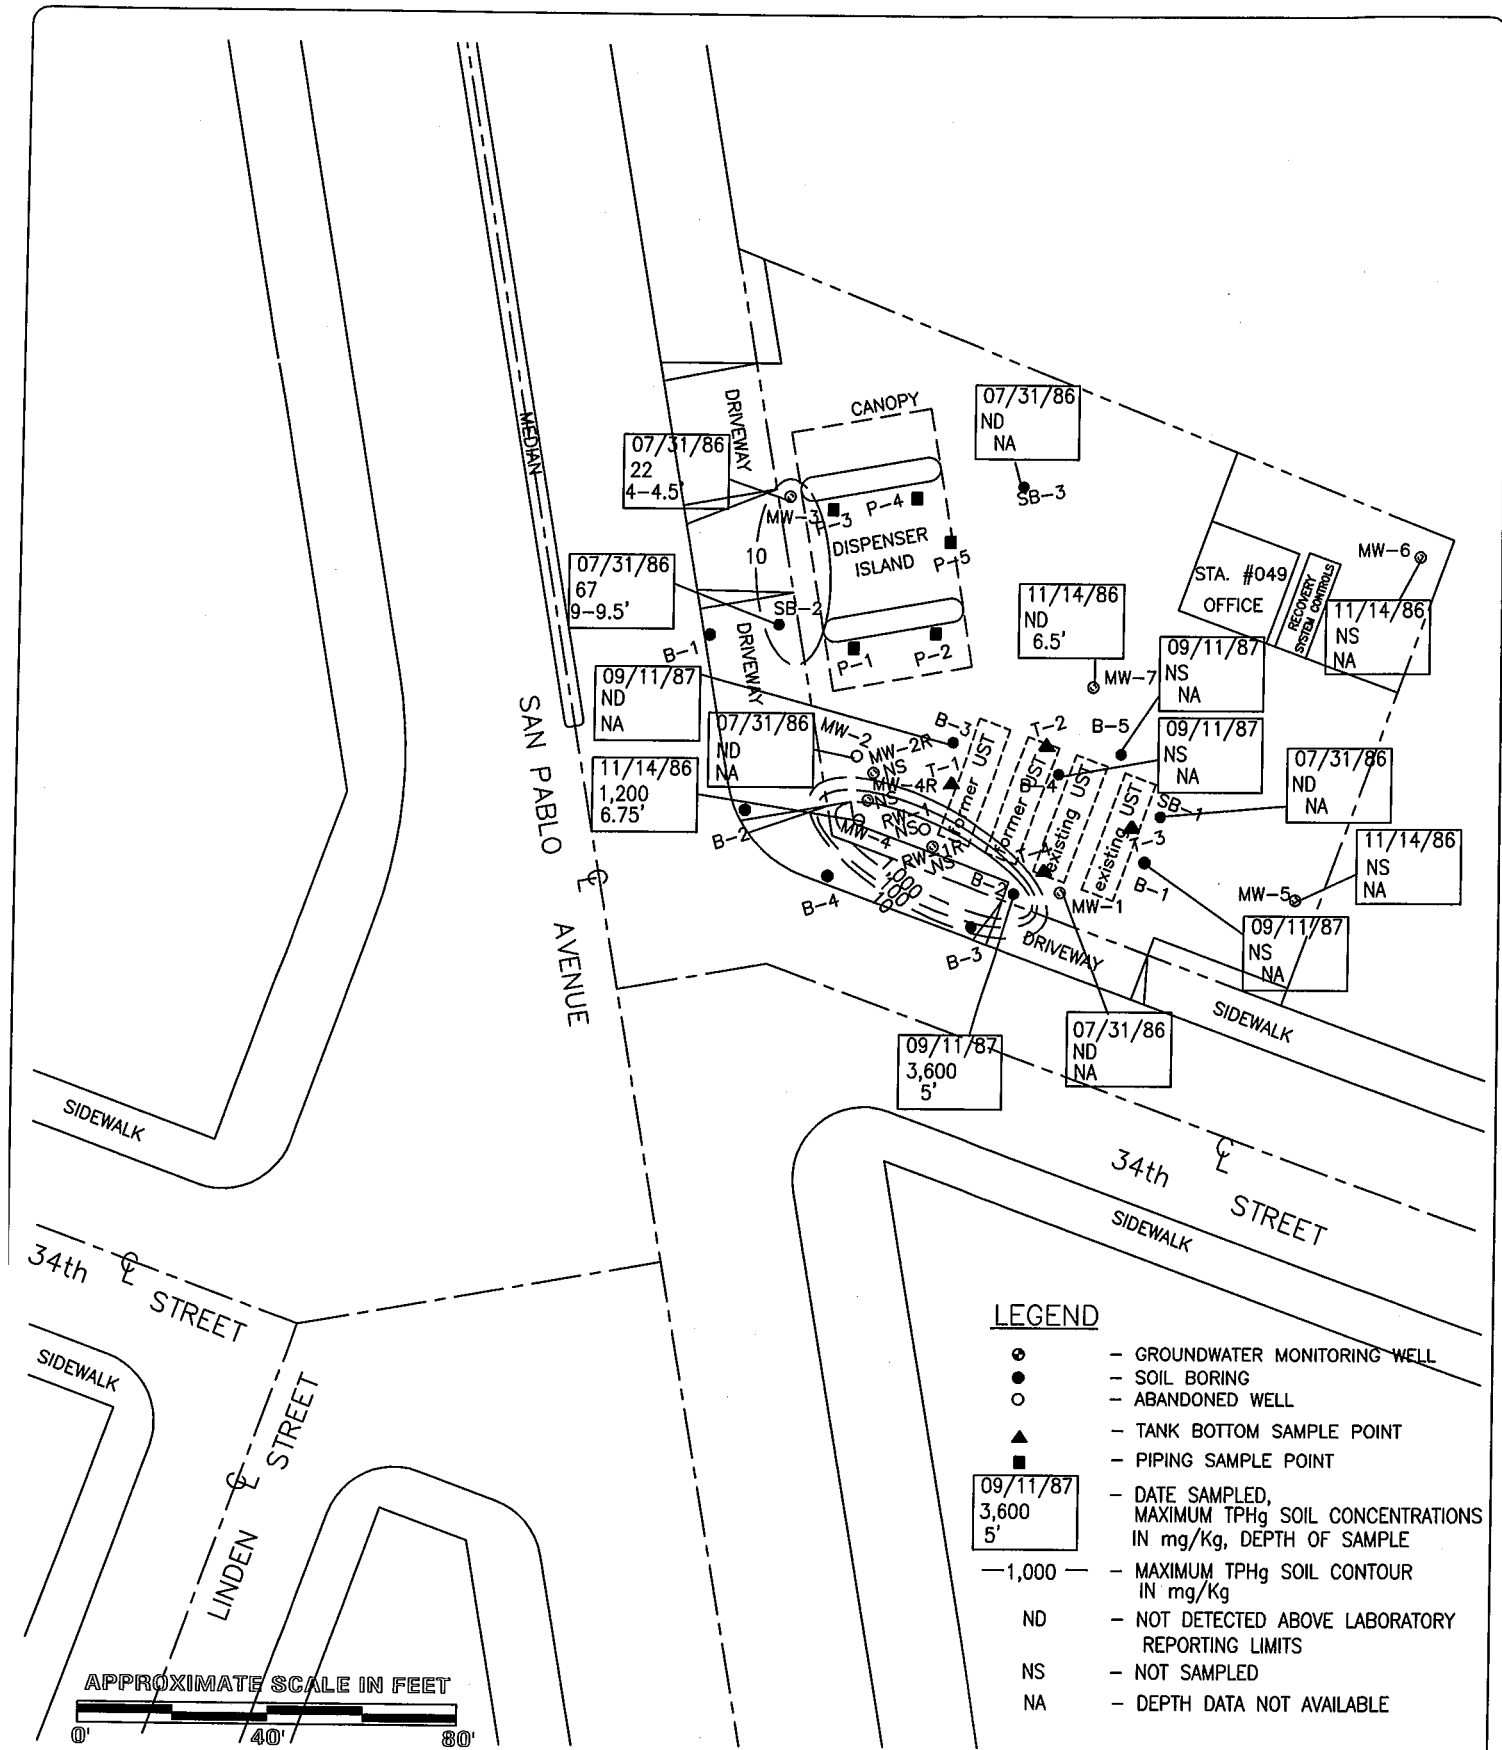 CANOPY
DRIVEWAY
MEDIAN
07/31/86
ND
NA
SB-3
07/31/86
22
4-4.5'
MW-3
P-3
P-4
DISPENSER
ISLAND
P-5
10
07/31/86
67
9-9.5'
SB-2
B-1
DRIVEWAY
P-1
P-2
STA. #049
OFFICE
RECOVERY
SYSTEM CONTROLS
MW-6
11/14/86
NS
NA
11/14/86
ND
6.5'
MW-7
09/11/87
NS
NA
B-5
09/11/87
NS
NA
B-4
09/11/87
ND
NA
B-3
07/31/86
ND
NA
MW-2
MW-2R
NS
11/14/86
1,200
6.75'
MW-4R
NS
MW-4
RW-1
NS
RW-1R
NS
T-1
T-2
former UST
former UST
existing UST
existing UST
T-3
SB-1
07/31/86
ND
NA
11/14/86
NS
NA
MW-5
B-1
09/11/87
NS
NA
MW-1
07/31/86
ND
NA
B-2
09/11/87
3,600
5'
B-2
B-4
B-3
DRIVEWAY
SIDEWALK
SAN PABLO
AVENUE
34th
STREET
SIDEWALK
SIDEWALK
34th
STREET
SIDEWALK
LINDEN
STREET
LEGEND
- GROUNDWATER MONITORING WELL
- SOIL BORING
- ABANDONED WELL
- TANK BOTTOM SAMPLE POINT
- PIPING SAMPLE POINT
09/11/87
3,600
5'
- DATE SAMPLED,
MAXIMUM TPHg SOIL CONCENTRATIONS
IN mg/Kg, DEPTH OF SAMPLE
—1,000 — - MAXIMUM TPHg SOIL CONTOUR
IN mg/Kg
ND - NOT DETECTED ABOVE LABORATORY
REPORTING LIMITS
NS - NOT SAMPLED
NA - DEPTH DATA NOT AVAILABLE
APPROXIMATE SCALE IN FEET
0' 40' 80'